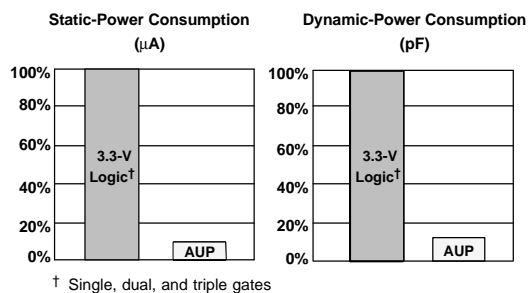 Static-Power Consumption
(μA)
100%
80%
60%
40%
20%
0%
3.3-V
Logic†
AUP
Dynamic-Power Consumption
(pF)
100%
80%
60%
40%
20%
0%
3.3-V
Logic†
AUP
† Single, dual, and triple gates